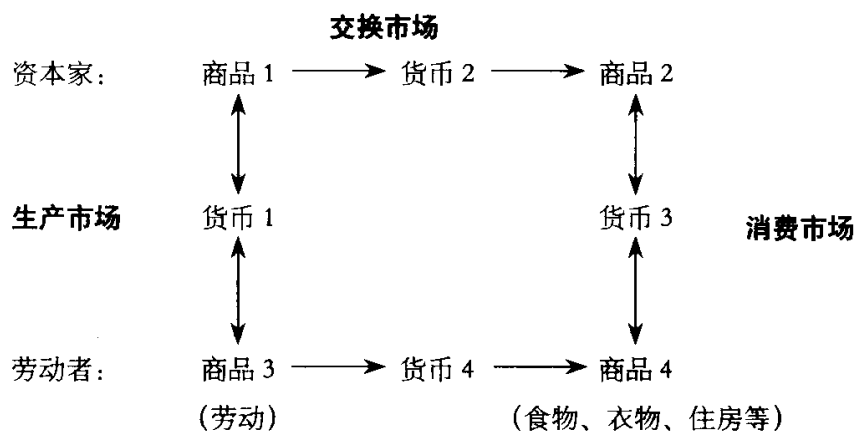 交换市场
资本家： 商品 1 货币 2 商品 2
生产市场 货币 1 货币 3 消费市场
劳动者： 商品 3 货币 4 商品 4
（劳动） （食物、衣物、住房等）